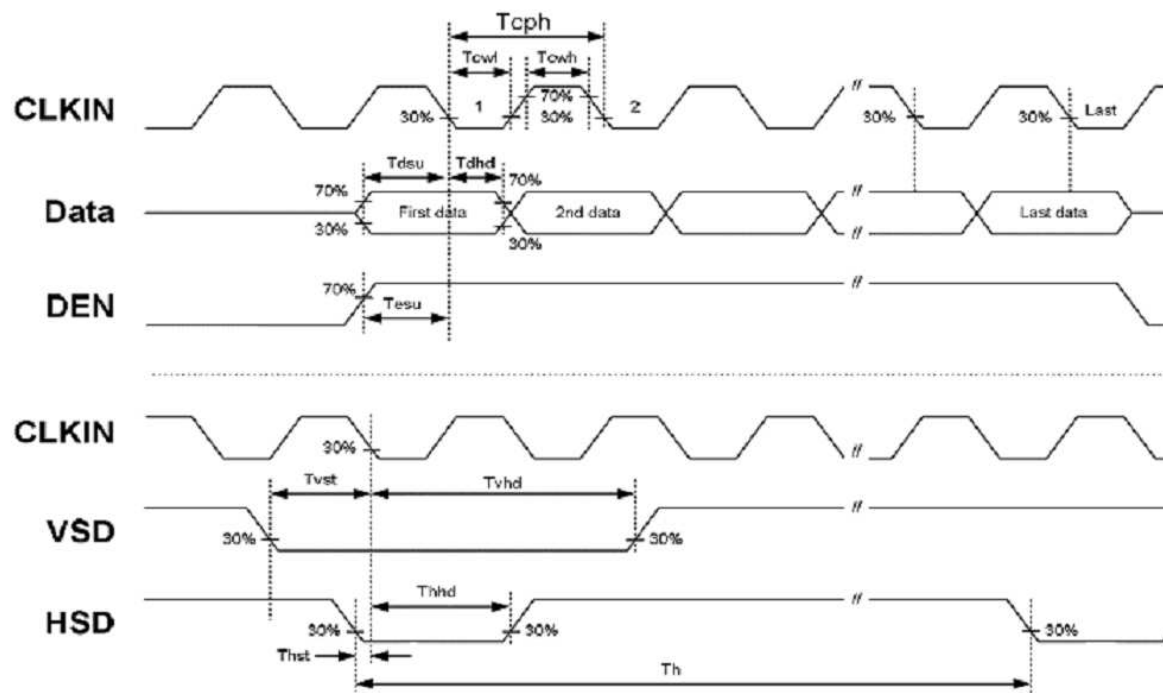 Tcph
Tcwl Tcwh
CLKIN 30% 1 70% 30% 2 30% 30% Last
Tdsu Tdhd
70% 70%
Data First data 2nd data Last data
30% 30%
DEN 70% Tesu
CLKIN 30%
Tvst Tvhd
VSD 30% 30%
Thhd
HSD 30% 30% 30%
Thst
Th